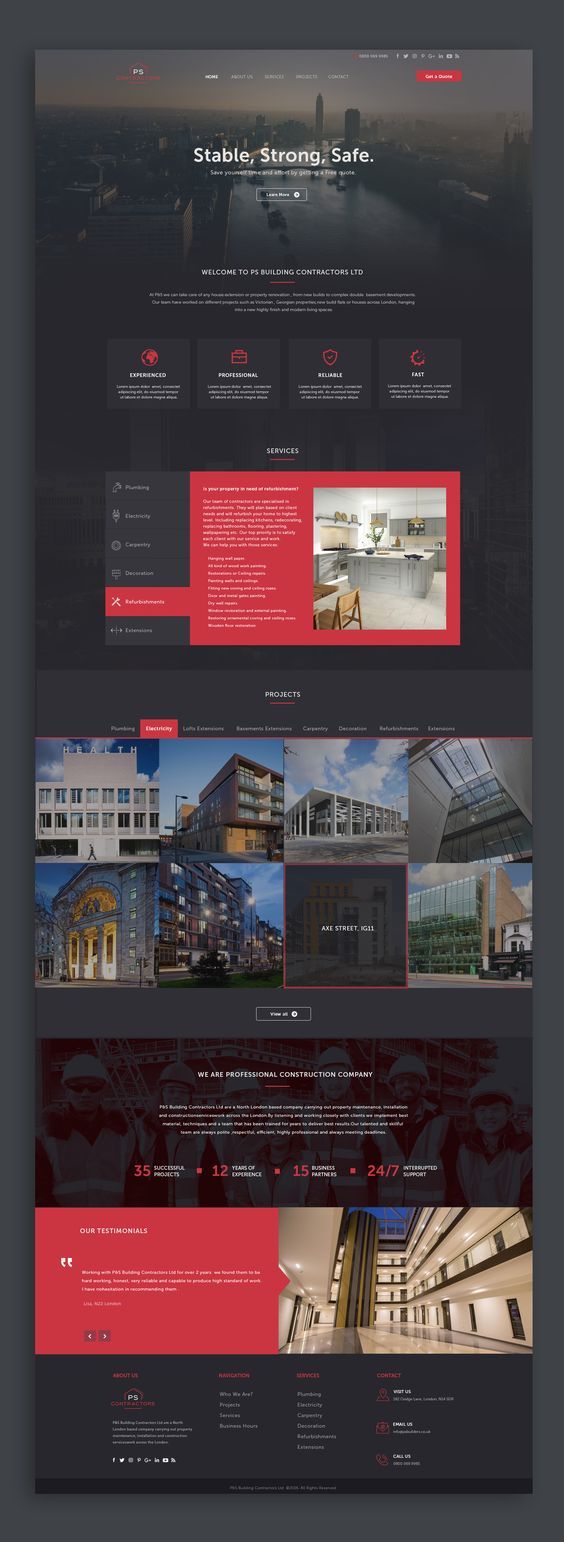 0800 999 9985
PS
CONTRACTORS
HOME ABOUT US SERVICES PROJECTS CONTACT
Get a Quote
Stable, Strong, Safe.
Save yourself time and effort by getting a Free quote.
Learn More
WELCOME TO PS BUILDING CONTRACTORS LTD
At P&S we can take care of any house extension or property renovation , from new builds to complex double basement developments.
Our team have worked on different projects such as Victorian , Georgian properties,new build flats or houses across London, hanging
into a new highly finish and modern living spaces.
EXPERIENCED
Lorem ipsum dolor amet, consectet
adipiscing elit, do eiusmod tempor
ut labore et dolore magna alique.
PROFESSIONAL
Lorem ipsum dolor amet, consectet
adipiscing elit, do eiusmod tempor
ut labore et dolore magna alique.
RELIABLE
Lorem ipsum dolor amet, consectet
adipiscing elit, do eiusmod tempor
ut labore et dolore magna alique.
FAST
Lorem ipsum dolor amet, consectet
adipiscing elit, do eiusmod tempor
ut labore et dolore magna alique.
SERVICES
Plumbing
Electricity
Carpentry
Decoration
Refurbishments
Extensions
Is your property in need of refurbishment?
Our team of contractors are specialised in
refurbishments. They will plan based on client
needs and will refurbish your home to highest
level. Including replacing kitchens, redecorating,
replacing bathrooms, flooring, plastering,
wallpapering etc. Our top priority is to satisfy
each client with our service and work.
We can help you with those services:
Hanging wall paper.
All kind of wood work painting.
Restorations or Ceiling repairs.
Painting walls and ceilings.
Fitting new coving and ceiling roses.
Door and metal gates painting.
Dry wall repairs.
Window restoration and external painting.
Restoring ornamental coving and ceiling roses.
Wooden floor restoration.
PROJECTS
Plumbing Electricity Lofts Extensions Basements Extensions Carpentry Decoration Refurbishments Extensions
HEALTH
AXE STREET, IG11
View all
WE ARE PROFESSIONAL CONSTRUCTION COMPANY
P&S Building Contractors Ltd are a North London based company carrying out property maintenance, installation
and constructionserviceswork across the London.By listening and working closely with clients we implement best
material, techniques and a team that has been trained for years to deliver best results.Our talented and skillful
team are always polite ,respectful, efficient, highly professional and always meeting deadlines.
35 SUCCESSFUL PROJECTS
12 YEARS OF EXPERIENCE
15 BUSINESS PARTNERS
24/7 INTERRUPTED SUPPORT
OUR TESTIMONIALS
Working with P&S Building Contractors Ltd for over 2 years we found them to be
hard working, honest, very reliable and capable to produce high standard of work.
I have nohesitation in recommending them .
Lisa, N22 London
ABOUT US
PS
CONTRACTORS
P&S Building Contractors Ltd are a North
London based company carrying out property
maintenance, installation and construction
serviceswork across the London.
NAVIGATION
Who We Are?
Projects
Services
Business Hours
SERVICES
Plumbing
Electricity
Carpentry
Decoration
Refurbishments
Extensions
CONTACT
VISIT US
EMAIL US
info@psbuilders.co.uk
CALL US
0800 999 9985
P&S Building Contractors Ltd. ©2016. All Rights Reserved